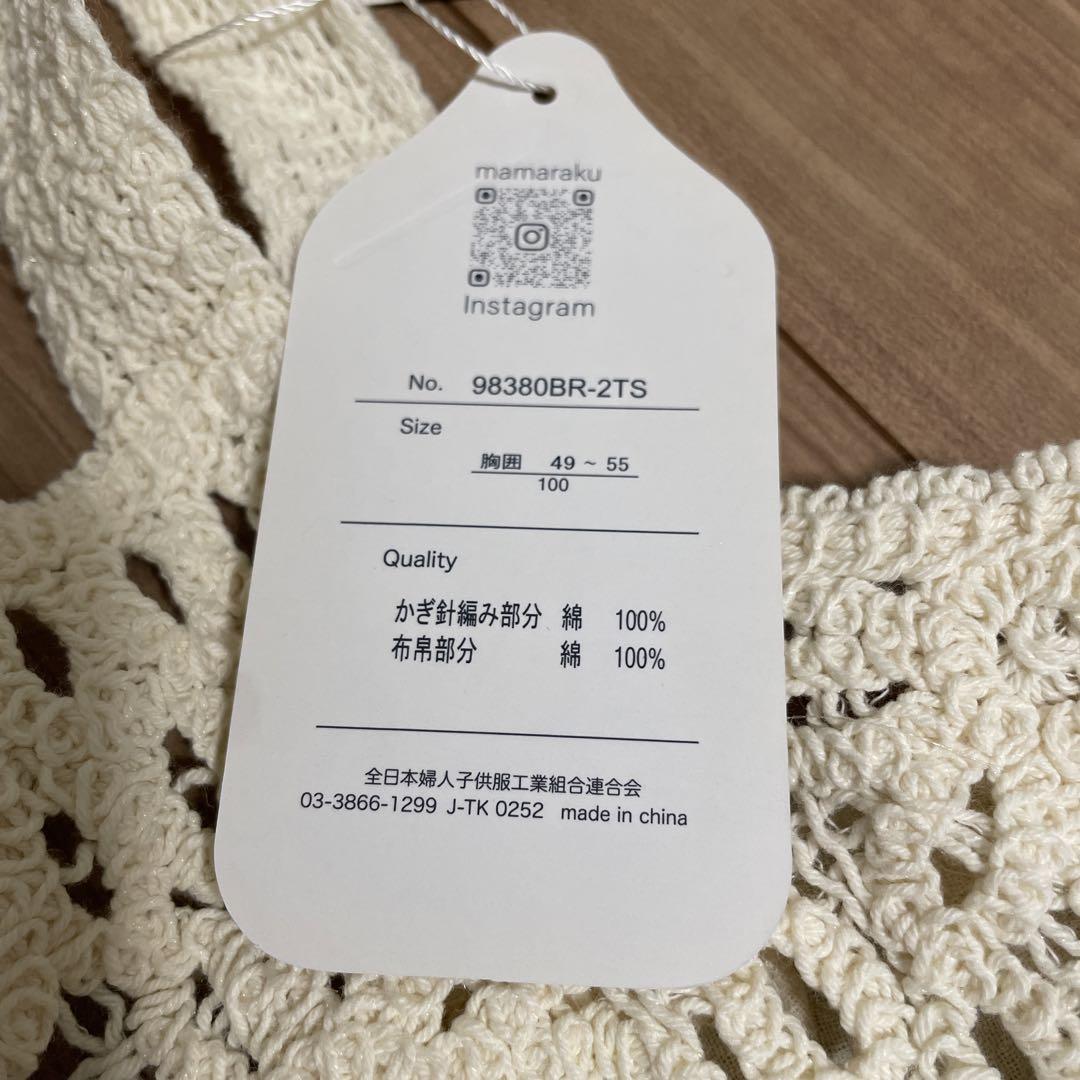 mamaraku
Instagram
No. 98380BR-2TS
Size
胸囲 49 ~ 55
100
Quality
かぎ針編み部分 綿 100%
布帛部分 綿 100%
全日本婦人子供服工業組合連合会
03-3866-1299 J-TK 0252 made in china